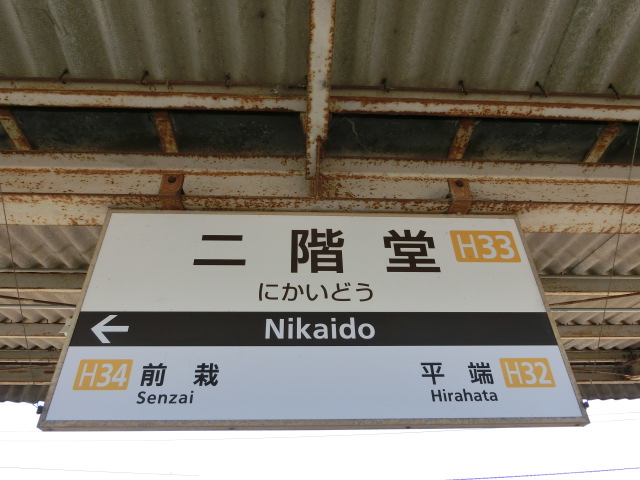 二階堂 H33
にかいどう
← Nikaido
H34 前栽 平端 H32
Senzai Hirahata